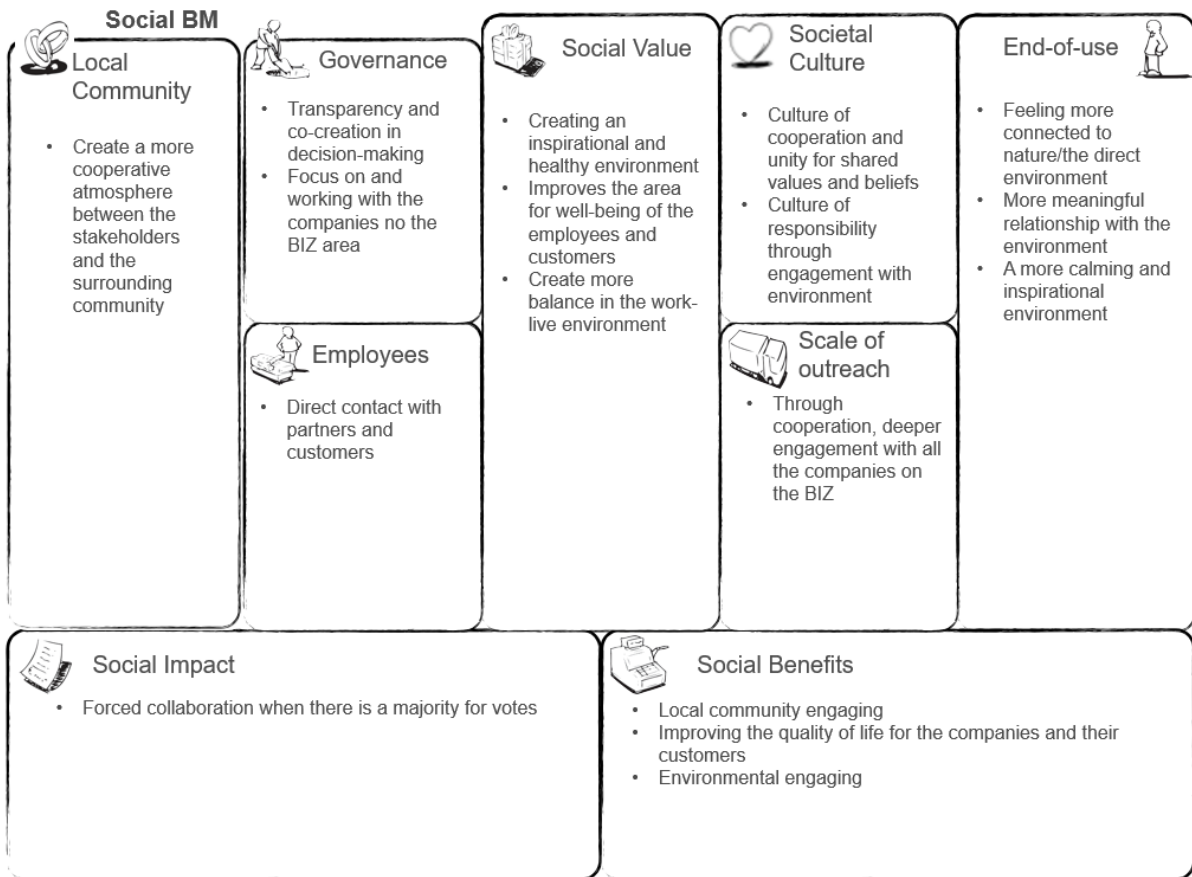 Social BM
Local
Community
• Create a more
cooperative
atmosphere
between the
stakeholders
and the
surrounding
community
Governance
• Transparency and
co-creation in
decision-making
• Focus on and
working with the
companies no the
BIZ area
Employees
• Direct contact with
partners and
customers
Social Value
• Creating an
inspirational and
healthy environment
• Improves the area
for well-being of the
employees and
customers
• Create more
balance in the work-
live environment
Societal
Culture
• Culture of
cooperation and
unity for shared
values and beliefs
• Culture of
responsibility
through
engagement with
environment
Scale of
outreach
• Through
cooperation, deeper
engagement with all
the companies on
the BIZ
End-of-use
• Feeling more
connected to
nature/the direct
environment
• More meaningful
relationship with the
environment
• A more calming and
inspirational
environment
Social Impact
• Forced collaboration when there is a majority for votes
Social Benefits
• Local community engaging
• Improving the quality of life for the companies and their
customers
• Environmental engaging